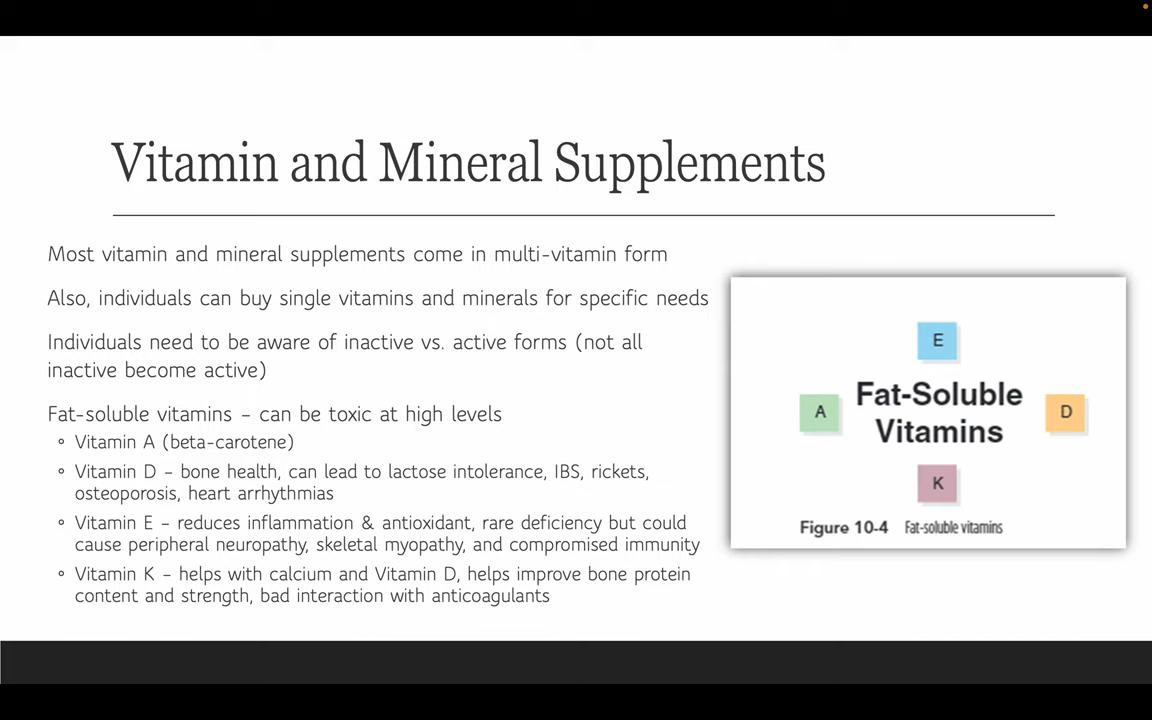 Vitamin and Mineral Supplements
Most vitamin and mineral supplements come in multi-vitamin form
Also, individuals can buy single vitamins and minerals for specific needs
Individuals need to be aware of inactive vs. active forms (not all
inactive become active)
Fat-soluble vitamins – can be toxic at high levels
◦ Vitamin A (beta-carotene)
◦ Vitamin D – bone health, can lead to lactose intolerance, IBS, rickets,
osteoporosis, heart arrhythmias
◦ Vitamin E – reduces inflammation & antioxidant, rare deficiency but could
cause peripheral neuropathy, skeletal myopathy, and compromised immunity
◦ Vitamin K – helps with calcium and Vitamin D, helps improve bone protein
content and strength, bad interaction with anticoagulants
E
Fat-Soluble
Vitamins
A
D
K
Figure 10-4 Fat-soluble vitamins